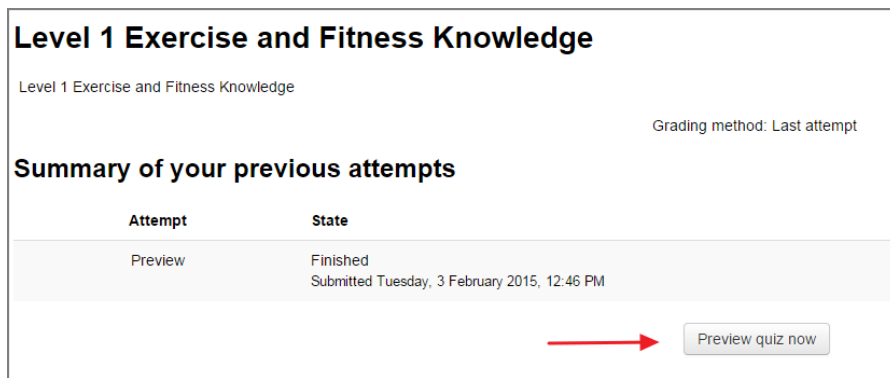 Level 1 Exercise and Fitness Knowledge
Level 1 Exercise and Fitness Knowledge
Grading method: Last attempt
Summary of your previous attempts
Attempt State
Preview Finished
Submitted Tuesday, 3 February 2015, 12:46 PM
Preview quiz now